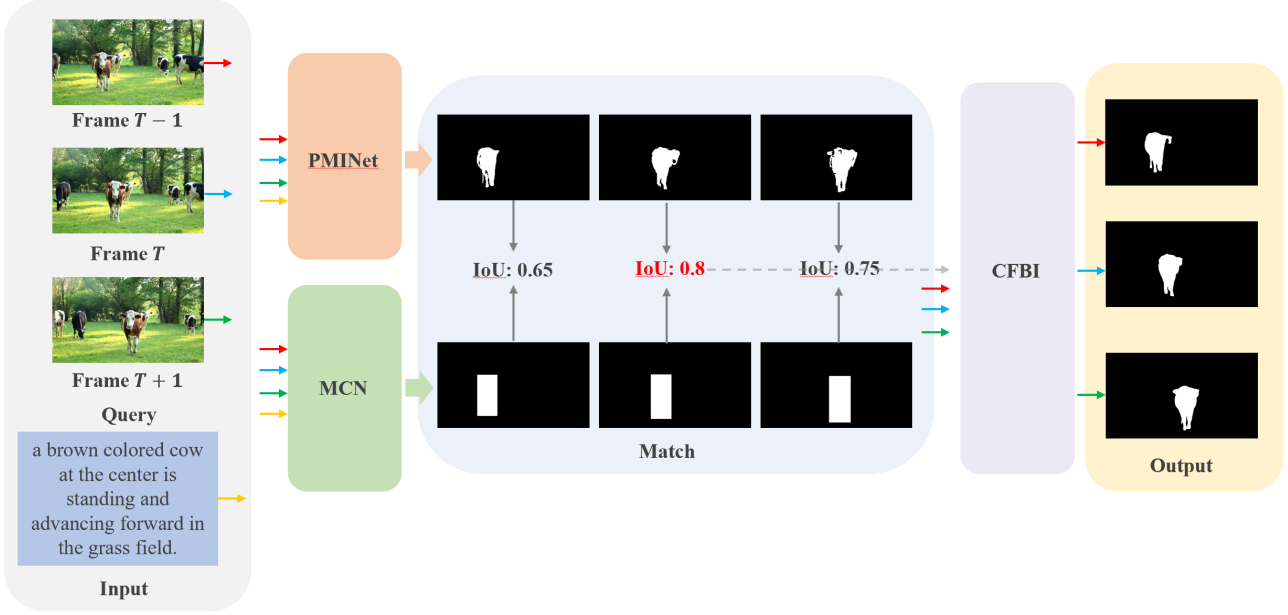 Frame T − 1
Frame T
Frame T + 1
Query
a brown colored cow
at the center is
standing and
advancing forward in
the grass field.
Input
PMINet
MCN
IoU: 0.65
IoU: 0.8
IoU: 0.75
Match
CFBI
Output